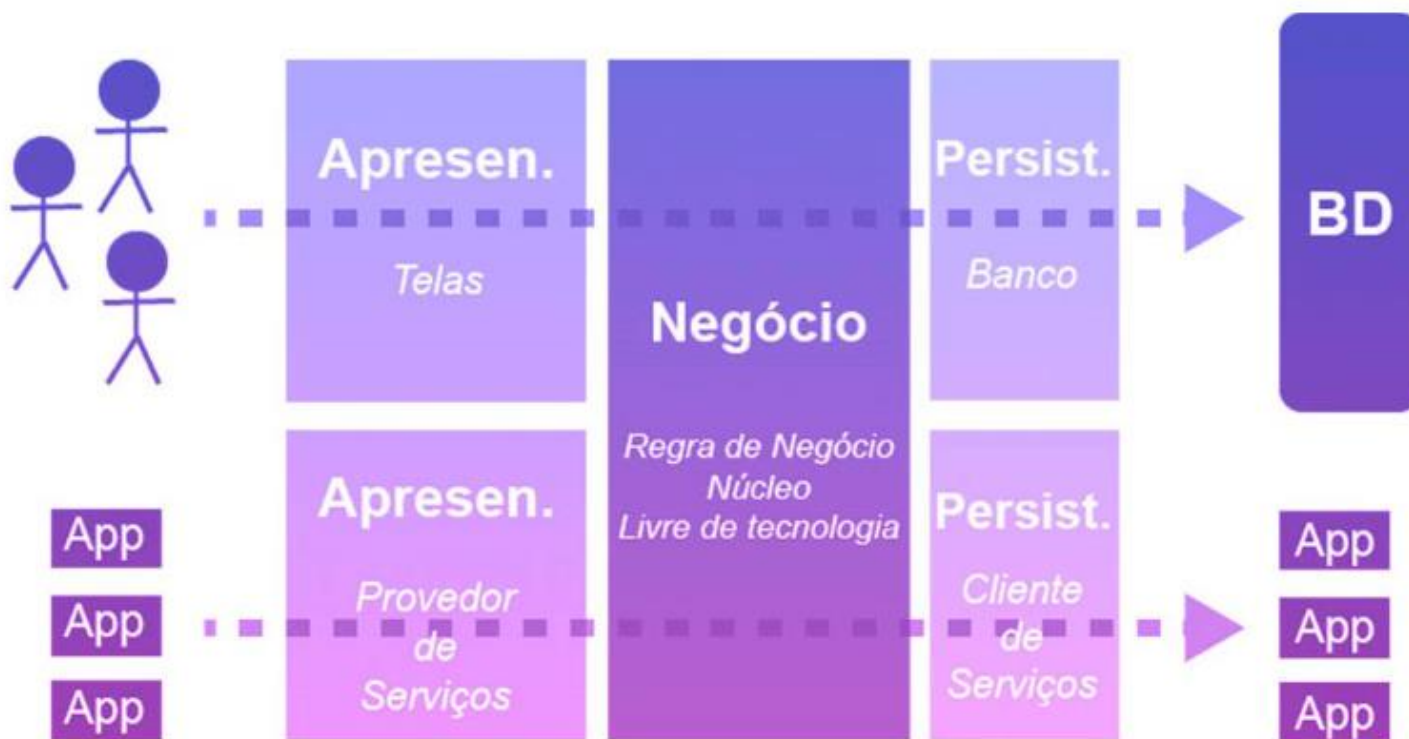 Apresen.
Telas
Negócio
Regra de Negócio
Núcleo
Livre de tecnologia
Persist.
Banco
BD
App
App
App
Apresen.
Provedor
de
Serviços
Persist.
Cliente
de
Serviços
App
App
App